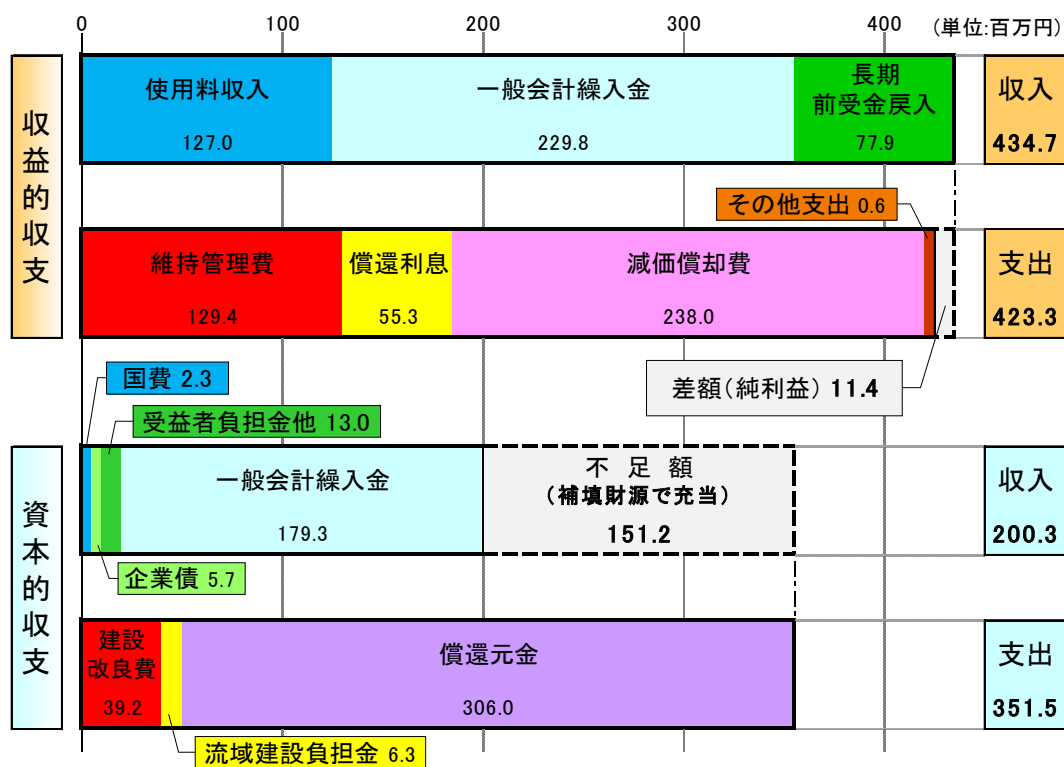 0 100 200 300 400 (単位:百万円)
収益的収支
使用料収入 一般会計繰入金 長期
前受金戻入
127.0 229.8 77.9
収入
434.7
その他支出 0.6
維持管理費 償還利息 減価償却費
129.4 55.3 238.0
支出
423.3
差額(純利益) 11.4
資本的収支
国費 2.3
受益者負担金他 13.0
一般会計繰入金
179.3
不 足 額
(補填財源で充当)
151.2
収入
200.3
企業債 5.7
建設
改良費
39.2
償還元金
306.0
支出
351.5
流域建設負担金 6.3